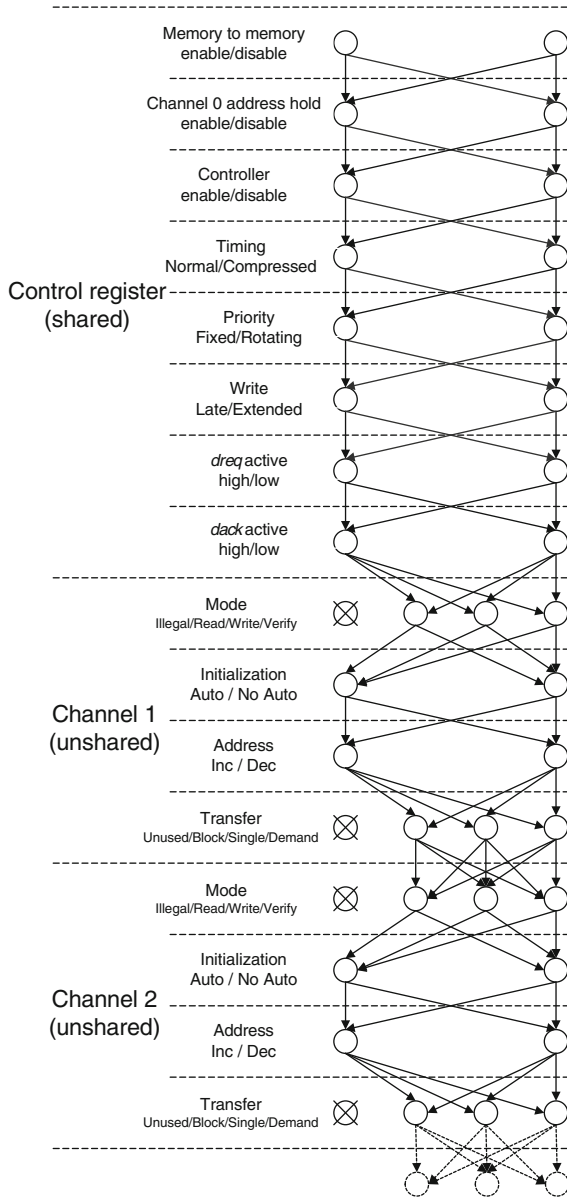 Memory to memory
enable/disable
Channel 0 address hold
enable/disable
Controller
enable/disable
Timing
Normal/Compressed
Control register
(shared)
Priority
Fixed/Rotating
Write
Late/Extended
dreq active
high/low
dack active
high/low
Mode
Illegal/Read/Write/Verify
Initialization
Auto / No Auto
Channel 1
(unshared)
Address
Inc / Dec
Transfer
Unused/Block/Single/Demand
Mode
Illegal/Read/Write/Verify
Initialization
Auto / No Auto
Channel 2
(unshared)
Address
Inc / Dec
Transfer
Unused/Block/Single/Demand